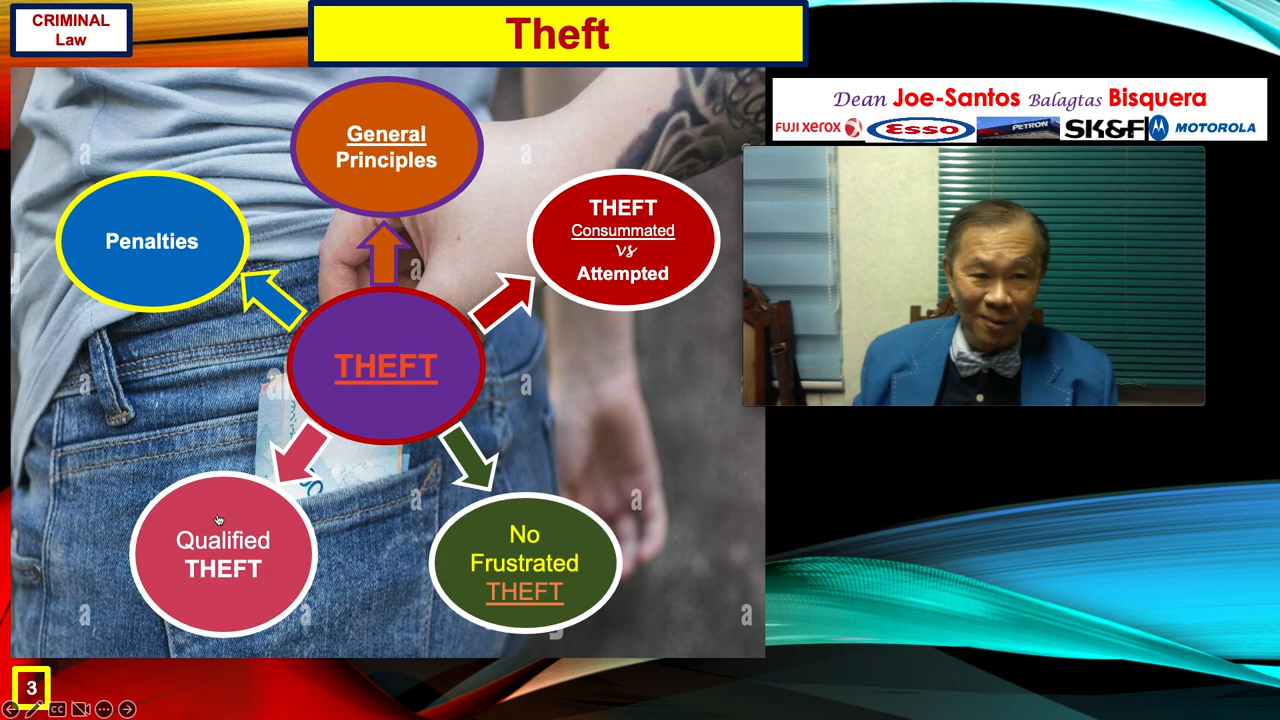 CRIMINAL
Law
Theft
Dean Joe-Santos Balagtas Bisquera
FUJI XEROX
Esso
PETRON
SK&F
MOTOROLA
General
Principles
Penalties
THEFT
Consummated
vs
Attempted
THEFT
Qualified
THEFT
No
Frustrated
THEFT
3
CC
a
a
a
a
a
a
a
a
a
a
a